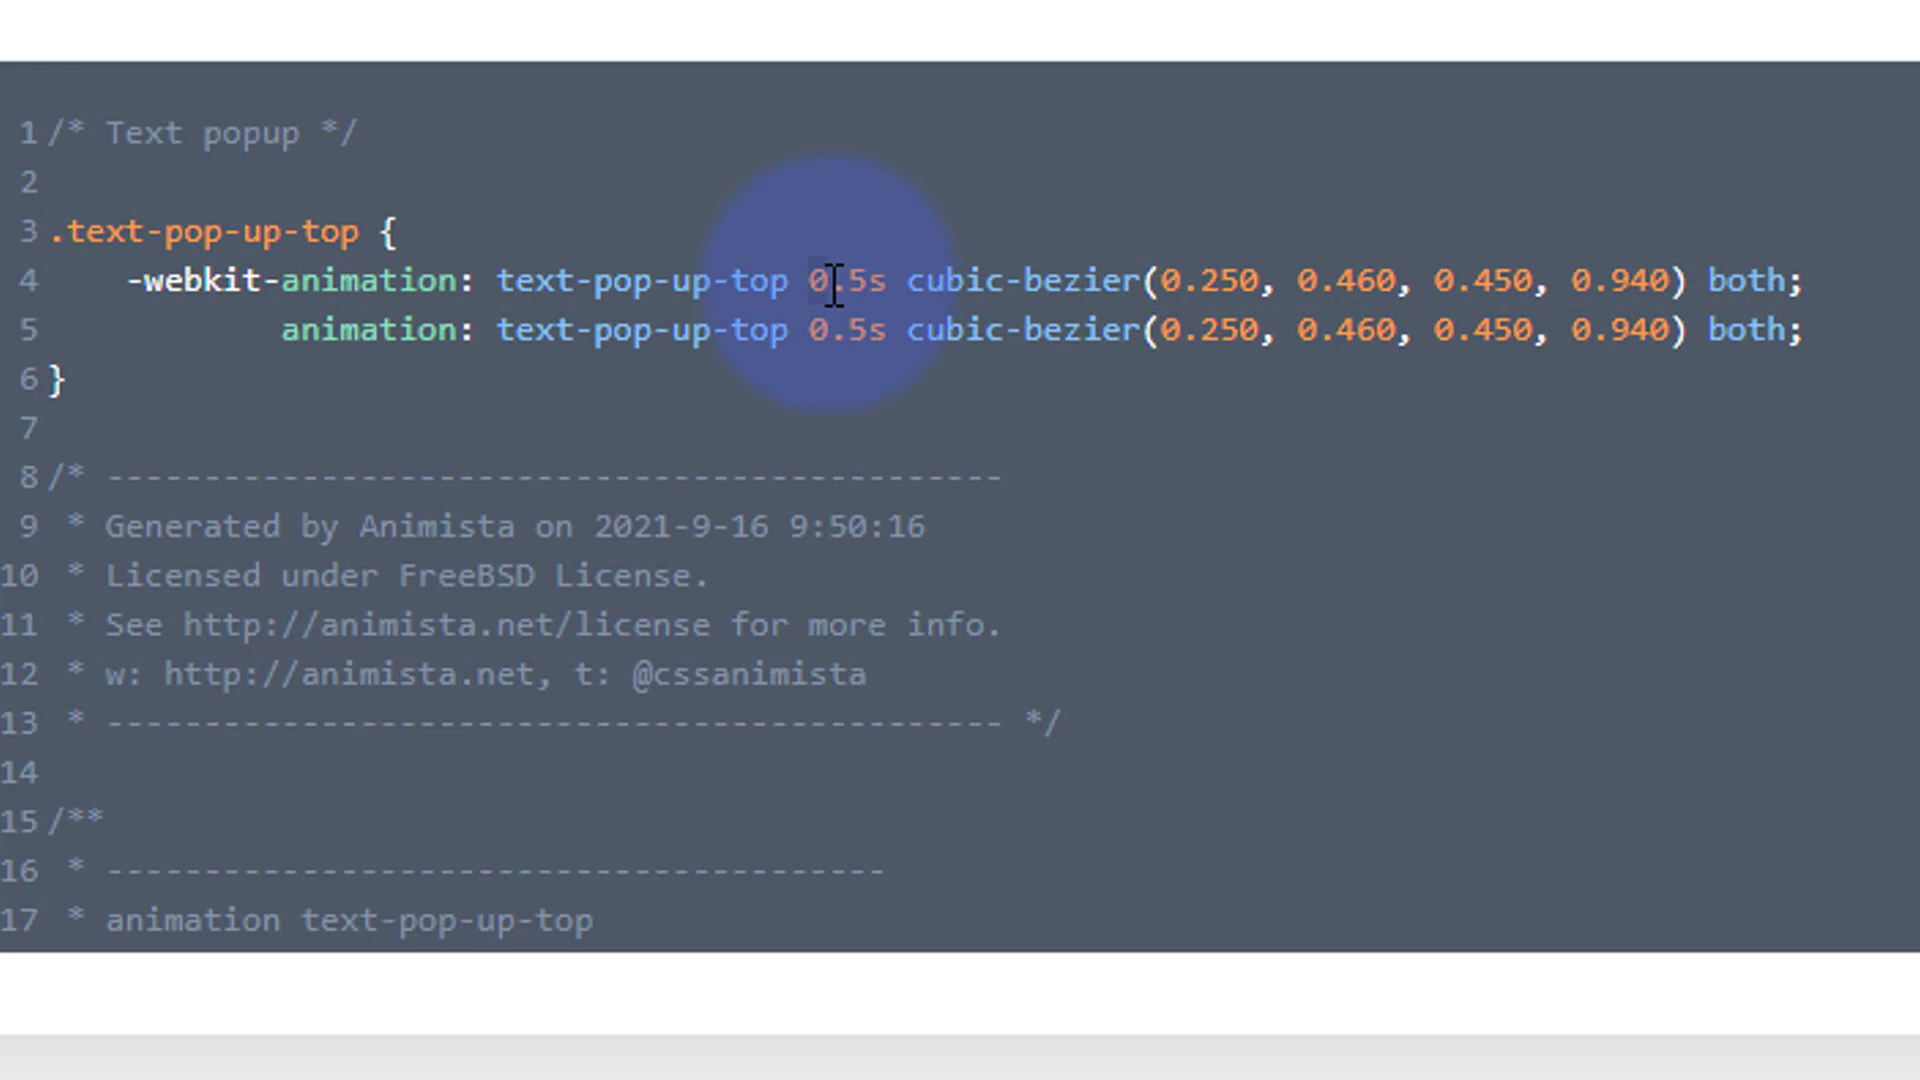 1 /* Text popup */
2
3 .text-pop-up-top {
4     -webkit-animation: text-pop-up-top 0.5s cubic-bezier(0.250, 0.460, 0.450, 0.940) both;
5             animation: text-pop-up-top 0.5s cubic-bezier(0.250, 0.460, 0.450, 0.940) both;
6 }
7
8 /* ----------------------------------------------
9  * Generated by Animista on 2021-9-16 9:50:16
10  * Licensed under FreeBSD License.
11  * See http://animista.net/license for more info.
12  * w: http://animista.net, t: @cssanimista
13  * ---------------------------------------------- */
14
15 /**
16  * ----------------------------------------
17  * animation text-pop-up-top